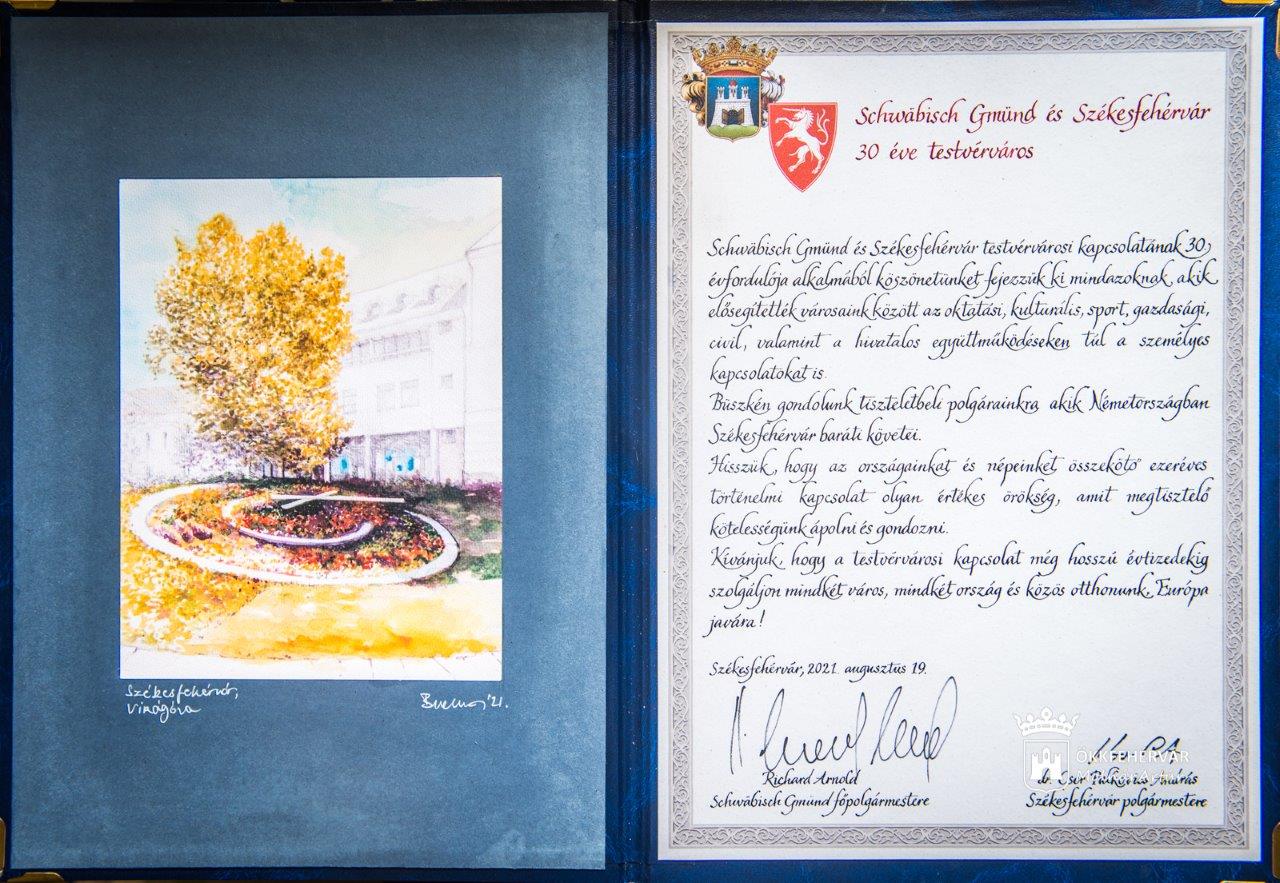 Székesfehérvár,
Virágóra
'21.
Schwäbisch Gmünd és Székesfehérvár
30 éve testvérváros
Schwäbisch Gmünd és Székesfehérvár testvérvárosi kapcsolatának 30
évfordulója alkalmából köszönetünket fejezzük ki mindazoknak, akik
elősegítették városaink között az oktatási, kulturális, sport, gazdasági,
civil, valamint a hivatalos együttműködéseken túl a személyes
kapcsolatokat is.
Büszkén gondolunk tiszteletbeli polgárainkra akik Németországban
Székesfehérvár baráti követei.
Hisszük, hogy az országainkat és népeinket összekötő ezeréves
történelmi kapcsolat olyan értékes örökség, amit megtisztelő
kötelességünk ápolni és gondozni.
Kívánjuk, hogy a testvérvárosi kapcsolat még hosszú évtizedekig
szolgáljon mindkét város, mindkét ország és közös otthonunk, Európa
javára!
Székesfehérvár, 2021. augusztus 19.
Richard Arnold
Schwäbisch Gmünd főpolgármestere
ÖKKFEHÉRVÁR
dr. Cser-Palkovics András
Székesfehérvár polgármestere